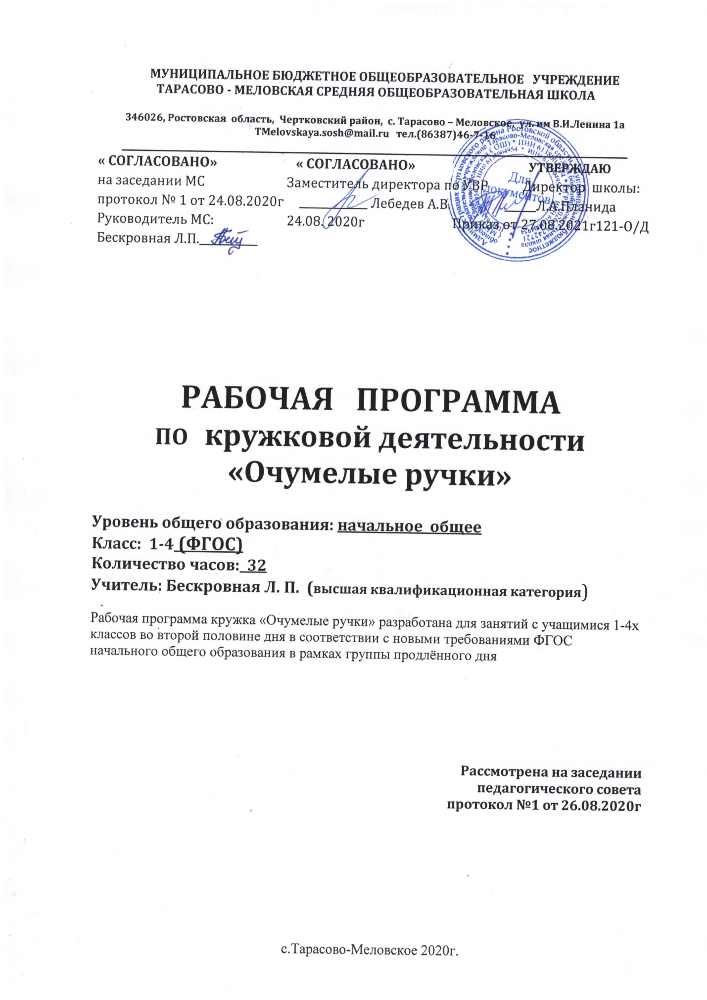 МУНИЦИПАЛЬНОЕ БЮДЖЕТНОЕ ОБЩЕОБРАЗОВАТЕЛЬНОЕ УЧРЕЖДЕНИЕ
ТАРАСОВО - МЕЛОВСКАЯ СРЕДНЯЯ ОБЩЕОБРАЗОВАТЕЛЬНАЯ ШКОЛА
346026, Ростовская область, Чертковский район, с. Тарасово – Меловское, ул. им В.И.Ленина 1а
TMelovskaya.sosh@mail.ru тел.(86387)46-7-16
« СОГЛАСОВАНО» « СОГЛАСОВАНО» УТВЕРЖДАЮ
на заседании МС Заместитель директора по УВР Директор школы:
протокол № 1 от 24.08.2020г __________ Лебедев А.В. ______Л.А.Планида
Руководитель МС: 24.08. 2020г Приказ от 27.08.2021г121-О/Д
Бескровная Л.П.________
Для
документов
РАБОЧАЯ ПРОГРАММА
ПО кружковой деятельности
«Очумелые ручки»
Уровень общего образования: начальное общее
Класс: 1-4 (ФГОС)
Количество часов: 32
Учитель: Бескровная Л. П. (высшая квалификационная категория)
Рабочая программа кружка «Очумелые ручки» разработана для занятий с учащимися 1-4х
классов во второй половине дня в соответствии с новыми требованиями ФГОС
начального общего образования в рамках группы продлённого дня
Рассмотрена на заседании
педагогического совета
протокол №1 от 26.08.2020г
с.Тарасово-Меловское 2020г.